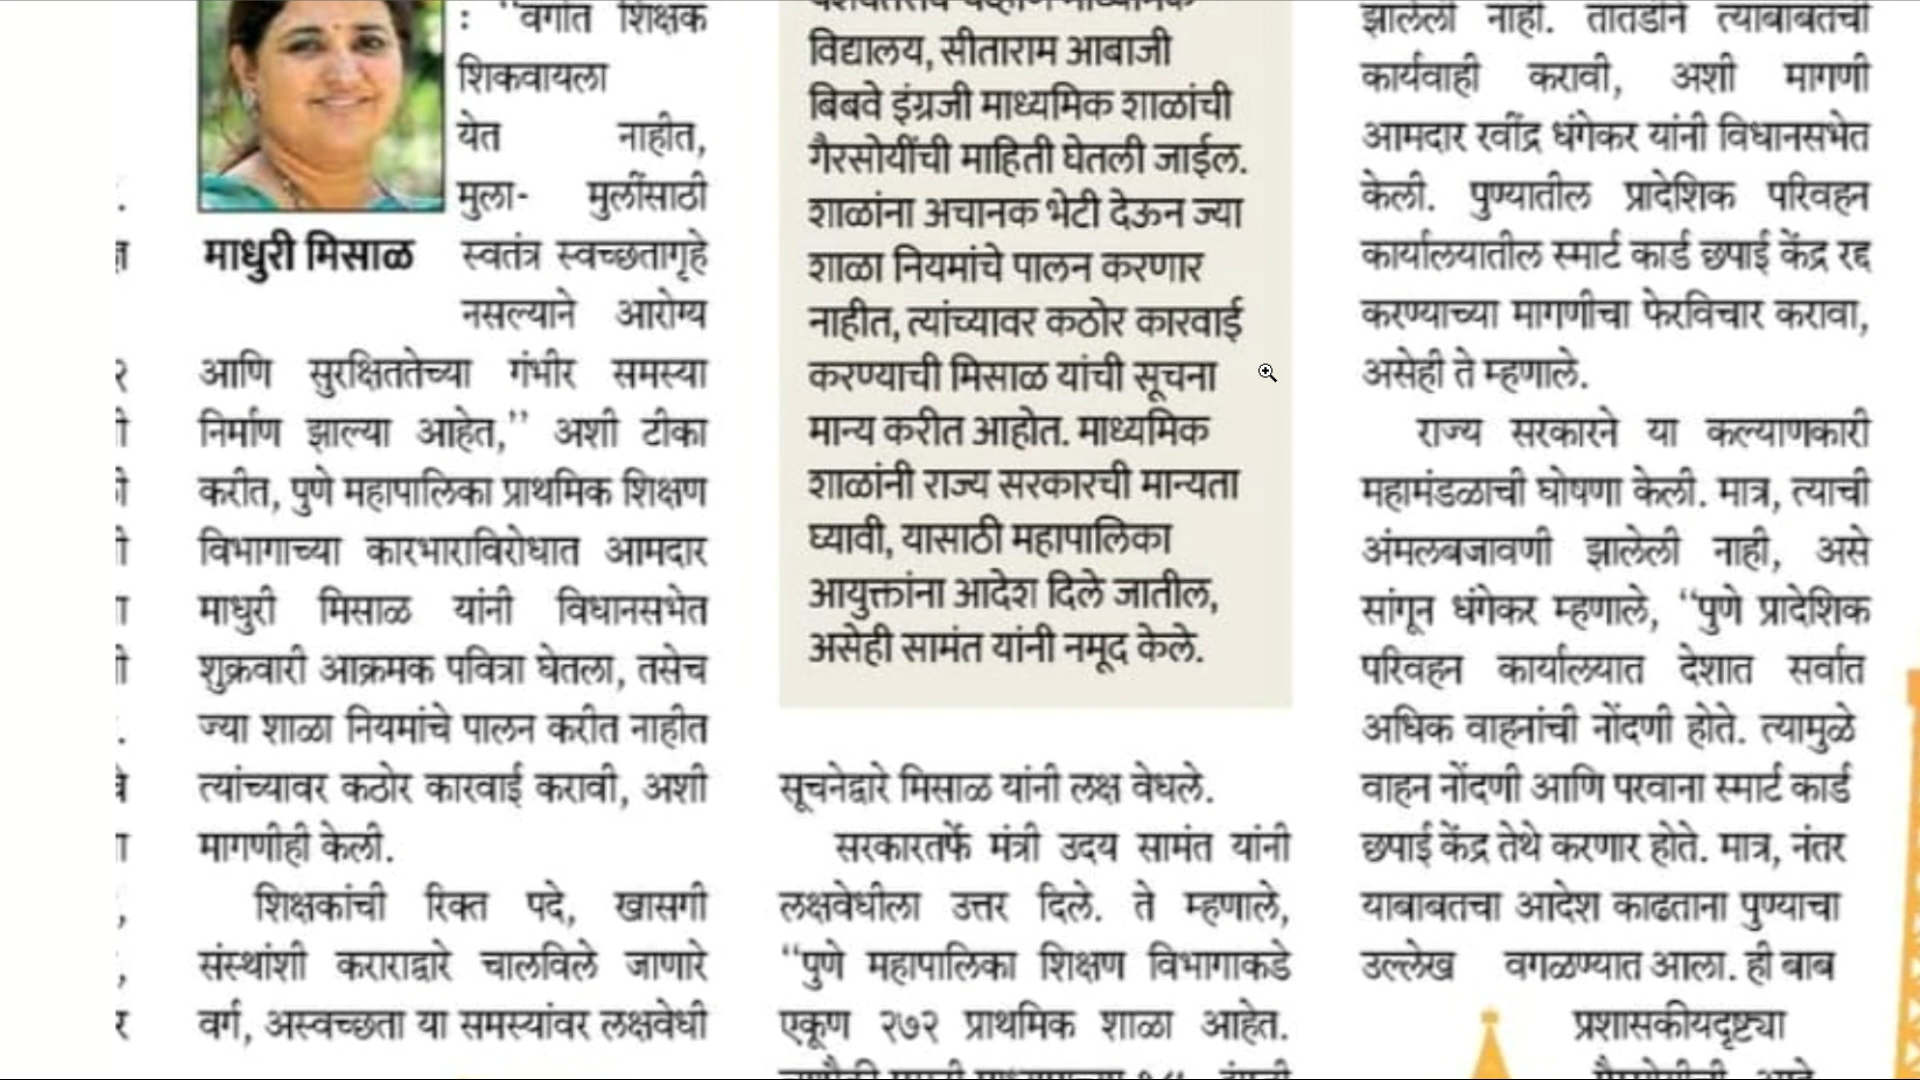 : “वर्गात शिक्षक
शिकवायला
येत नाहीत,
मुला- मुलींसाठी
माधुरी मिसाळ
स्वतंत्र स्वच्छतागृहे
नसल्याने आरोग्य
आणि सुरक्षिततेच्या गंभीर समस्या
निर्माण झाल्या आहेत,” अशी टीका
करीत, पुणे महापालिका प्राथमिक शिक्षण
विभागाच्या कारभाराविरोधात आमदार
माधुरी मिसाळ यांनी विधानसभेत
शुक्रवारी आक्रमक पवित्रा घेतला, तसेच
ज्या शाळा नियमांचे पालन करीत नाहीत
त्यांच्यावर कठोर कारवाई करावी, अशी
मागणीही केली.
शिक्षकांची रिक्त पदे, खासगी
संस्थांशी कराराद्वारे चालविले जाणारे
वर्ग, अस्वच्छता या समस्यांवर लक्षवेधी
विद्यालय, सीताराम आबाजी
बिबवे इंग्रजी माध्यमिक शाळांची
गैरसोयींची माहिती घेतली जाईल.
शाळांना अचानक भेटी देऊन ज्या
शाळा नियमांचे पालन करणार
नाहीत, त्यांच्यावर कठोर कारवाई
करण्याची मिसाळ यांची सूचना
मान्य करीत आहोत. माध्यमिक
शाळांनी राज्य सरकारची मान्यता
घ्यावी, यासाठी महापालिका
आयुक्तांना आदेश दिले जातील,
असेही सामंत यांनी नमूद केले.
सूचनेद्वारे मिसाळ यांनी लक्ष वेधले.
सरकारतर्फे मंत्री उदय सामंत यांनी
लक्षवेधीला उत्तर दिले. ते म्हणाले,
“पुणे महापालिका शिक्षण विभागाकडे
एकूण २७२ प्राथमिक शाळा आहेत.
झालेली नाही. तातडीने त्याबाबतची
कार्यवाही करावी, अशी मागणी
आमदार रवींद्र धंगेकर यांनी विधानसभेत
केली. पुण्यातील प्रादेशिक परिवहन
कार्यालयातील स्मार्ट कार्ड छपाई केंद्र रद्द
करण्याच्या मागणीचा फेरविचार करावा,
असेही ते म्हणाले.
राज्य सरकारने या कल्याणकारी
महामंडळाची घोषणा केली. मात्र, त्याची
अंमलबजावणी झालेली नाही, असे
सांगून धंगेकर म्हणाले, “पुणे प्रादेशिक
परिवहन कार्यालयात देशात सर्वात
अधिक वाहनांची नोंदणी होते. त्यामुळे
वाहन नोंदणी आणि परवाना स्मार्ट कार्ड
छपाई केंद्र तेथे करणार होते. मात्र, नंतर
याबाबतचा आदेश काढताना पुण्याचा
उल्लेख वगळण्यात आला. ही बाब
प्रशासकीयदृष्ट्या